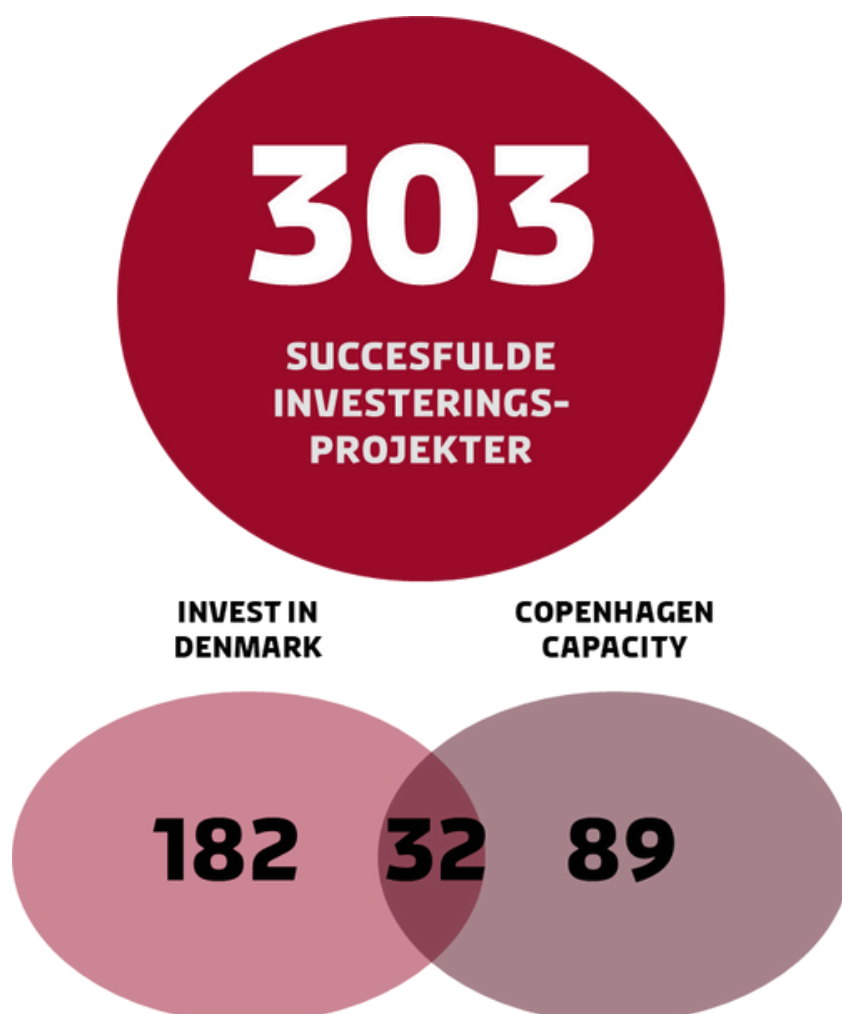 303
SUCCESFULDE
INVESTERINGS-
PROJEKTER
INVEST IN
DENMARK
COPENHAGEN
CAPACITY
182
32
89